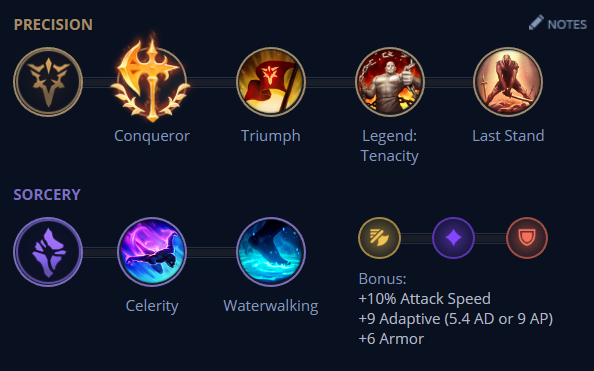 PRECISION
NOTES
Conqueror
Triumph
Legend:
Tenacity
Last Stand
SORCERY
Celerity
Waterwalking
Bonus:
+10% Attack Speed
+9 Adaptive (5.4 AD or 9 AP)
+6 Armor